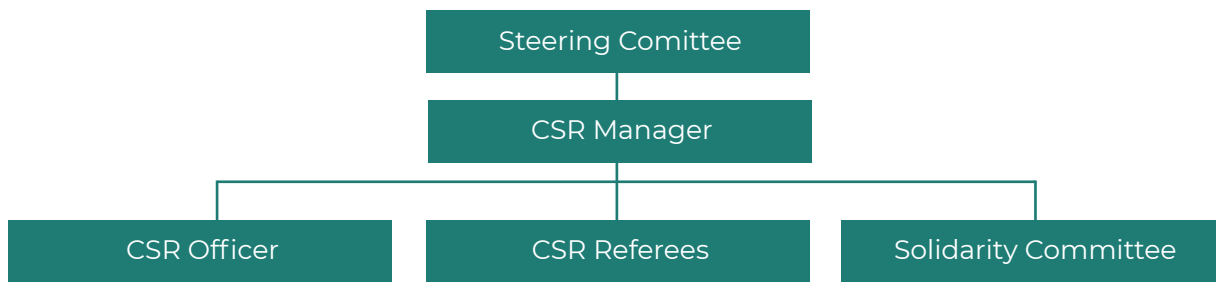 Steering Comittee
CSR Manager
CSR Officer
CSR Referees
Solidarity Committee